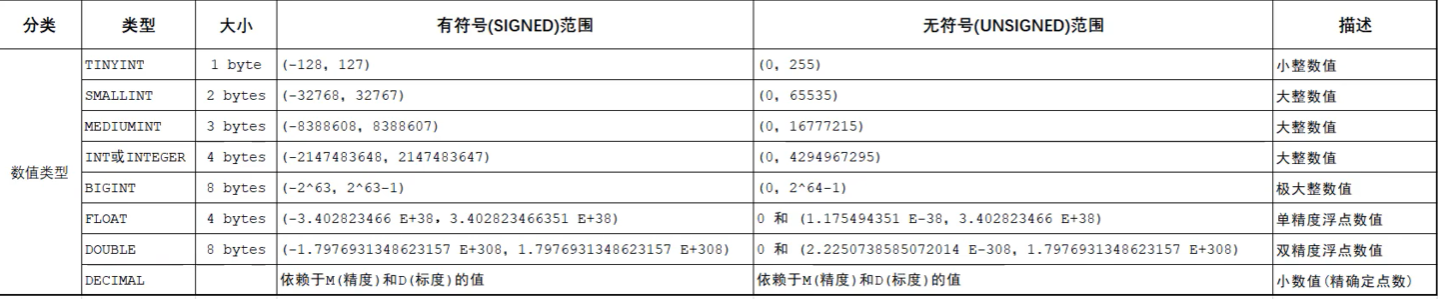 分类 类型 大小 有符号(SIGNED)范围 无符号(UNSIGNED)范围 描述
数值类型
TINYINT 1 byte (-128, 127) (0, 255) 小整数值
SMALLINT 2 bytes (-32768, 32767) (0, 65535) 大整数值
MEDIUMINT 3 bytes (-8388608, 8388607) (0, 16777215) 大整数值
INT或INTEGER 4 bytes (-2147483648, 2147483647) (0, 4294967295) 大整数值
BIGINT 8 bytes (-2^63, 2^63-1) (0, 2^64-1) 极大整数值
FLOAT 4 bytes (-3.402823466 E+38, 3.402823466351 E+38) 0 和 (1.175494351 E-38, 3.402823466 E+38) 单精度浮点数值
DOUBLE 8 bytes (-1.7976931348623157 E+308, 1.7976931348623157 E+308) 0 和 (2.2250738585072014 E-308, 1.7976931348623157 E+308) 双精度浮点数值
DECIMAL 依赖于M(精度)和D(标度)的值 依赖于M(精度)和D(标度)的值 小数值(精确定点数)